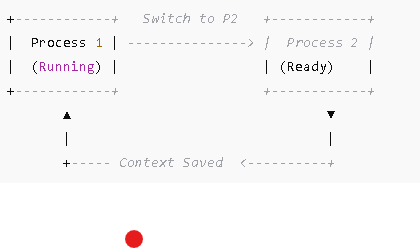 Switch to P2
Process 1 Process 2
(Running) (Ready)
Context Saved